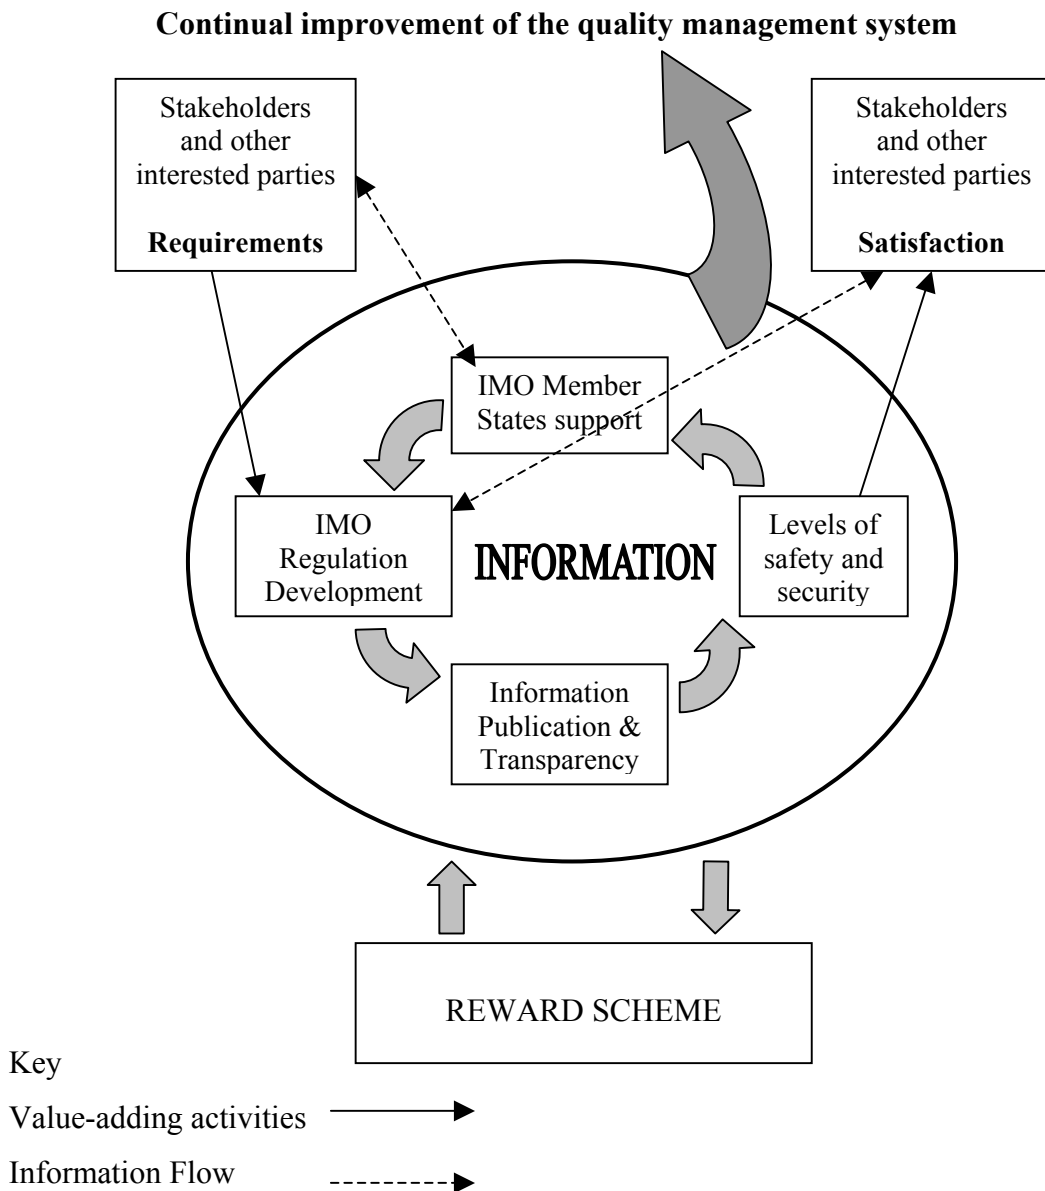 Continual improvement of the quality management system
Stakeholders
and other
interested parties
Requirements
Stakeholders
and other
interested parties
Satisfaction
IMO Member
States support
IMO
Regulation
Development
INFORMATION
Levels of
safety and
security
Information
Publication &
Transparency
REWARD SCHEME
Key
Value-adding activities
Information Flow